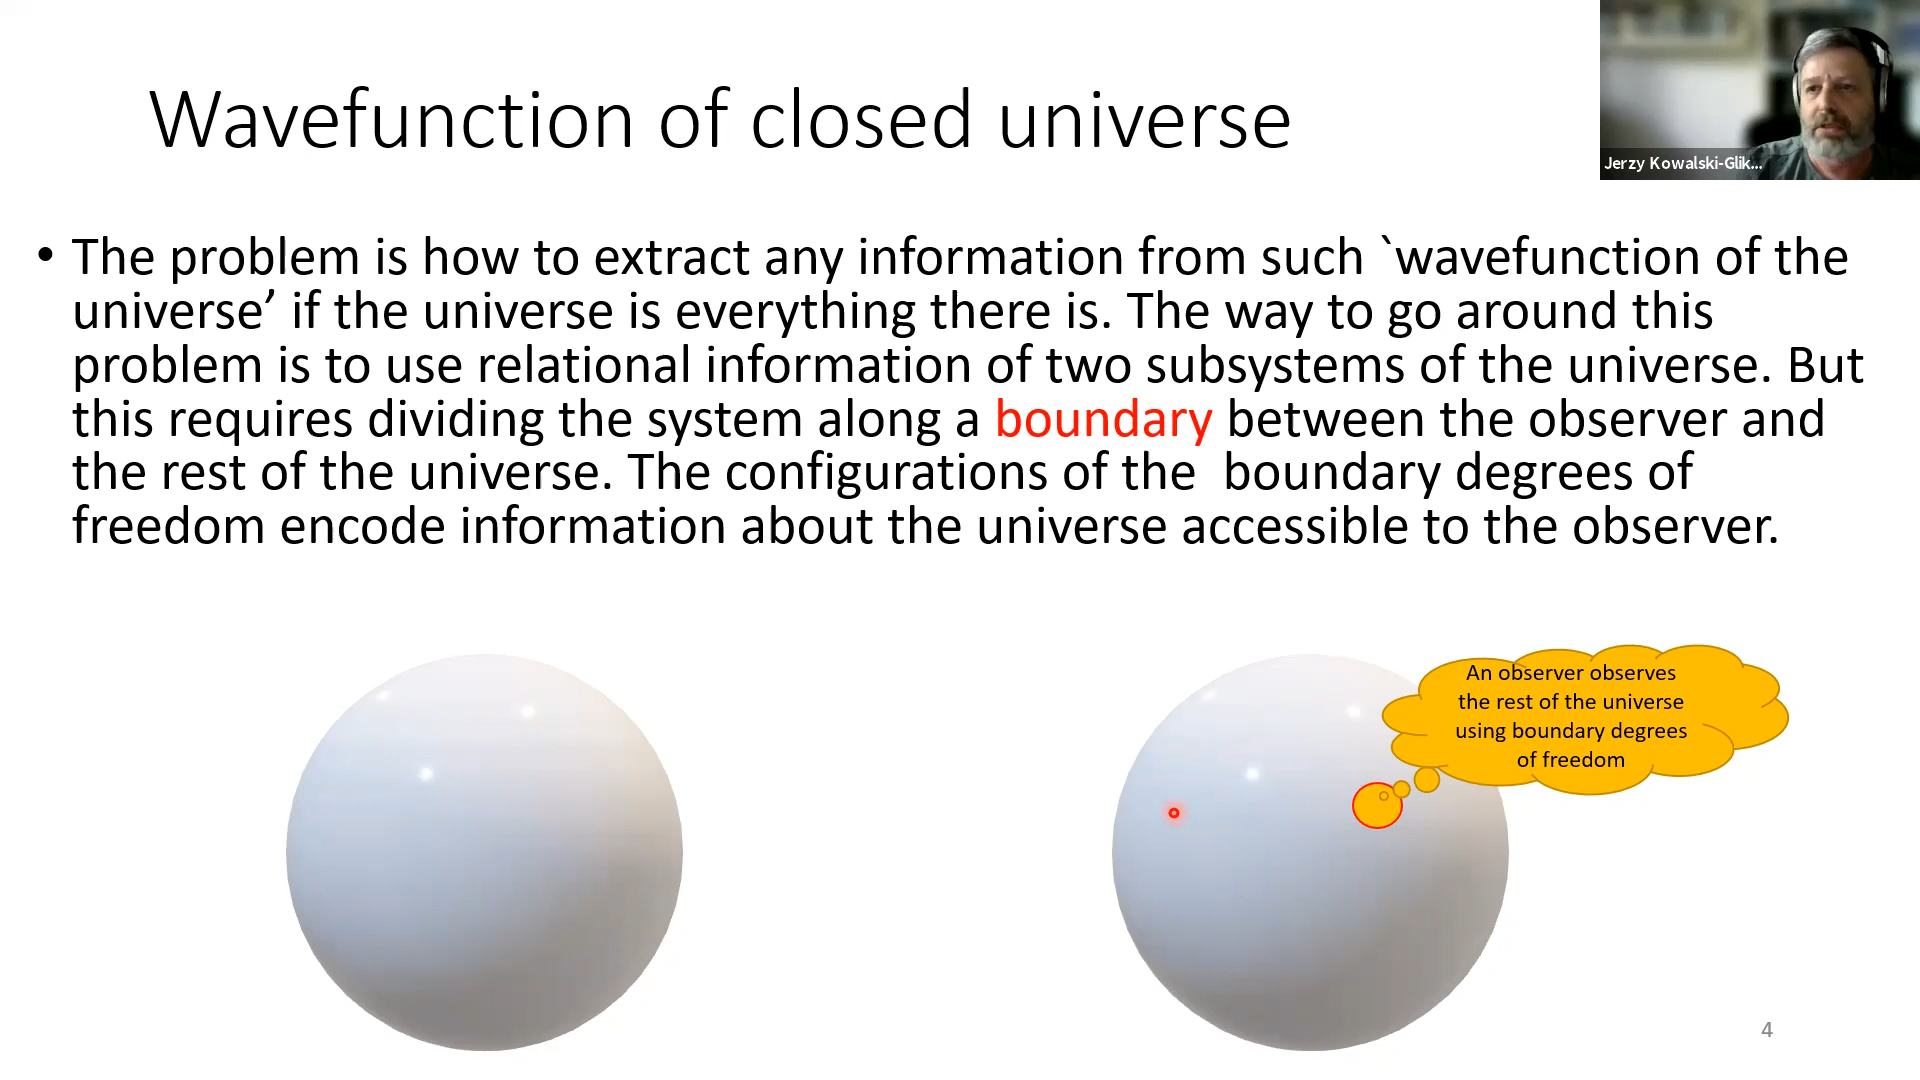 Wavefunction of closed universe
Jerzy Kowalski-Glik...
• The problem is how to extract any information from such `wavefunction of the
universe’ if the universe is everything there is. The way to go around this
problem is to use relational information of two subsystems of the universe. But
this requires dividing the system along a boundary between the observer and
the rest of the universe. The configurations of the  boundary degrees of
freedom encode information about the universe accessible to the observer.
An observer observes
the rest of the universe
using boundary degrees
of freedom
4